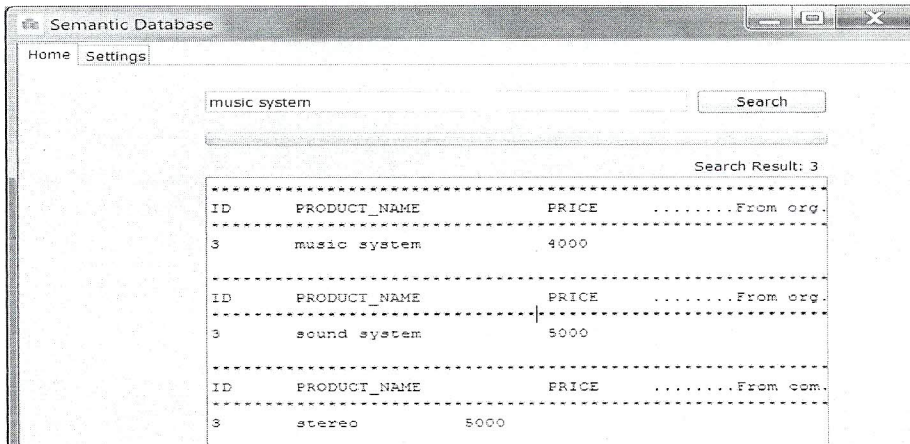 Semantic Database
Home Settings
music system Search
Search Result: 3
ID PRODUCT_NAME PRICE ........From org.
3 music system 4000
ID PRODUCT_NAME PRICE ........From org.
3 sound system 5000
ID PRODUCT_NAME PRICE ........From com.
3 stereo 5000